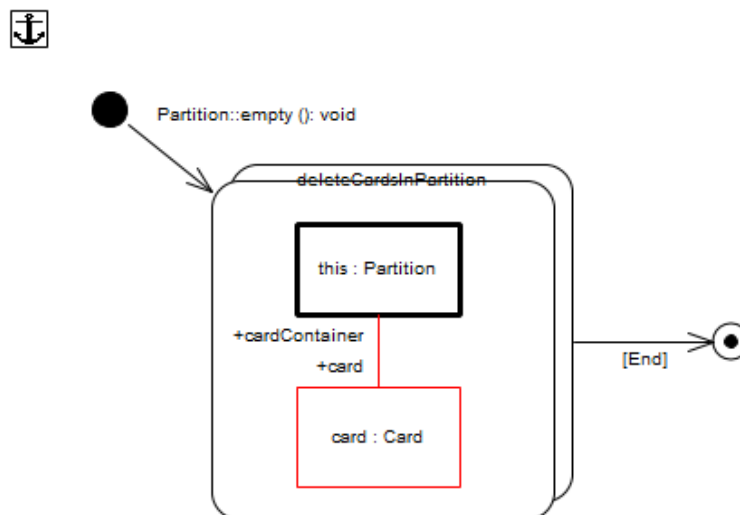 Partition::empty (): void
deleteCardsInPartition
this : Partition
+cardContainer
+card
[End]
card : Card